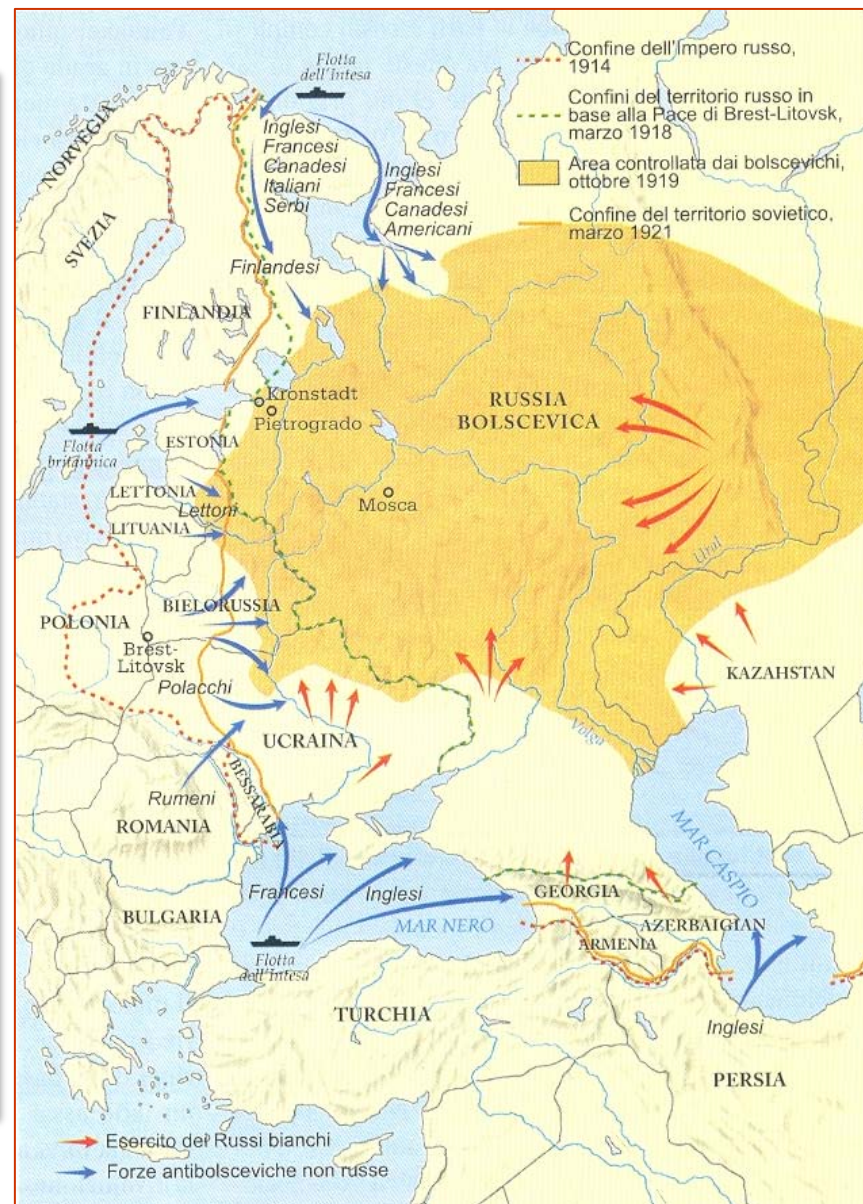 Flotta
dell'Intesa
Confine dell'Impero russo,
1914
Confini del territorio russo in
base alla Pace di Brest-Litovsk,
marzo 1918
Area controllata dai bolscevichi,
ottobre 1919
Confine del territorio sovietico,
marzo 1921
NORVEGIA
SVEZIA
FINLANDIA
Inglesi
Francesi
Canadesi
Italiani
Serbi
Inglesi
Francesi
Canadesi
Americani
Finlandesi
Kronstadt
Pietrogrado
RUSSIA
BOLSCEVICA
Flotta
britannica
ESTONIA
LETTONIA
Lettoni
LITUANIA
Mosca
Ural
BIELORUSSIA
POLONIA
Brest-
Litovsk
Polacchi
KAZAHSTAN
UCRAINA
Volga
BESSARABIA
Rumeni
ROMANIA
MAR CASPIO
Francesi
Inglesi
GEORGIA
BULGARIA
MAR NERO
AZERBAIGIAN
ARMENIA
Flotta
dell'Intesa
TURCHIA
Inglesi
PERSIA
Esercito dei Russi bianchi
Forze antibolsceviche non russe